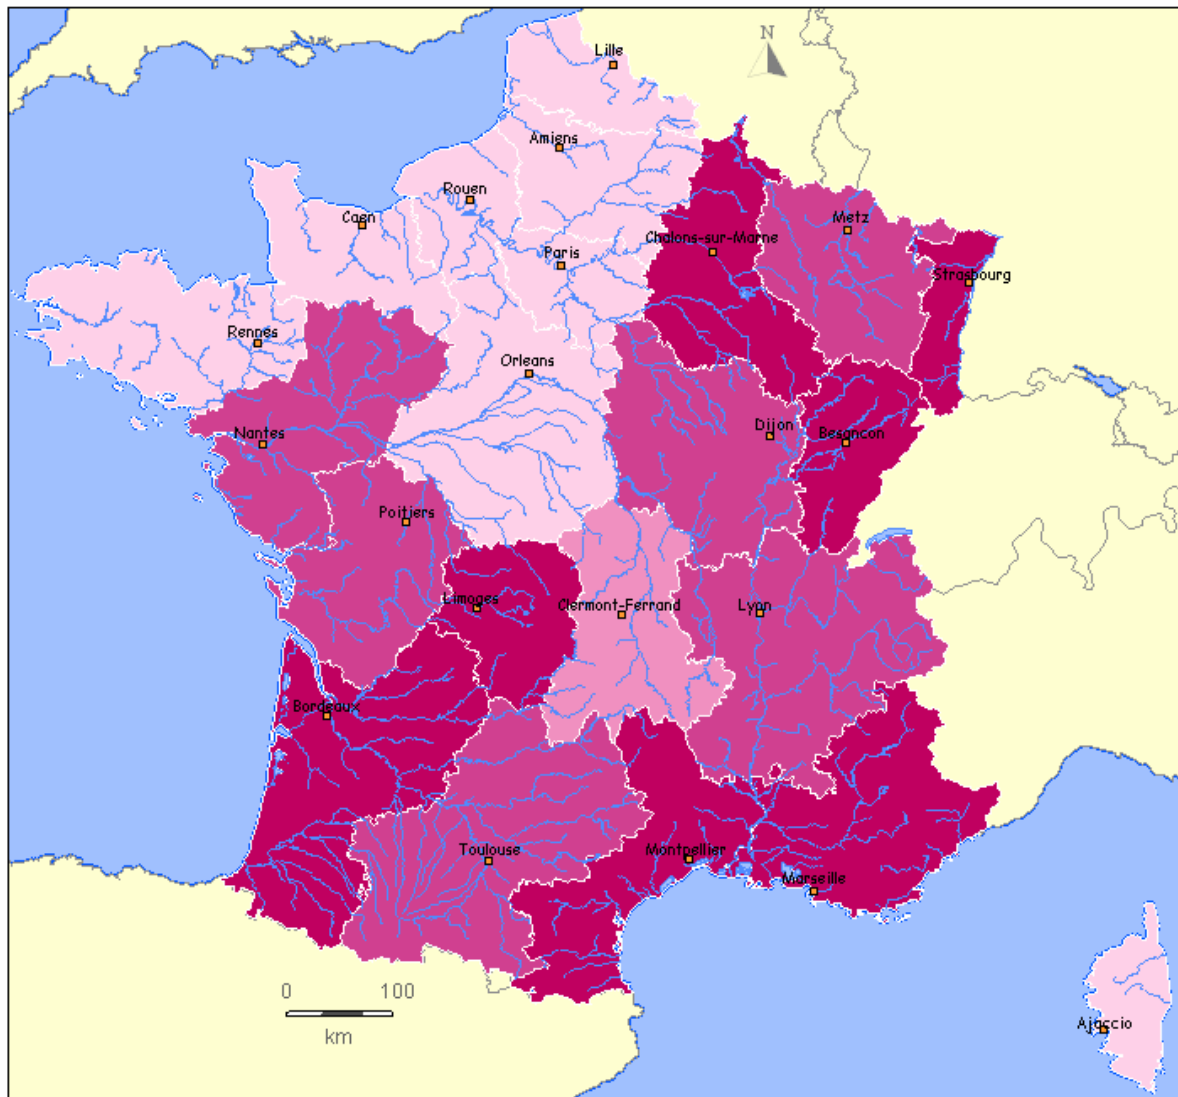 Lille
N
Amiens
Rouen
Caen
Metz
Chalons-sur-Marne
Paris
Strasbourg
Rennes
Orleans
Dijon
Besancon
Nantes
Poitiers
Limoges
Clermont-Ferrand
Lyon
Bordeaux
Toulouse
Montpellier
Marseille
0 100
km
Ajaccio